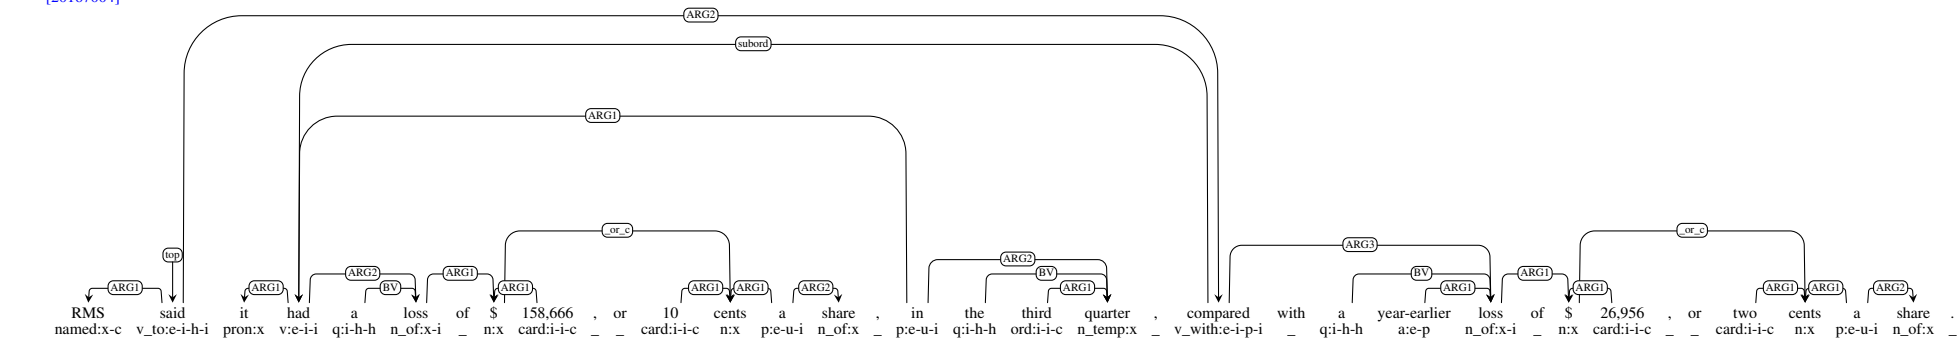 [20167004]
ARG2
subord
ARG1
_or_c _or_c
top ARG3
ARG2
ARG2 ARG1 BV BV ARG1
ARG1 ARG1 BV ARG1 ARG1 ARG1 ARG2 ARG1 ARG1 ARG1 ARG1 ARG1 ARG2
RMS said it had a loss of $ 158,666 , or 10 cents a share , in the third quarter , compared with a year-earlier loss of $ 26,956 , or two cents a share .
named:x-c v_to:e-i-h-i pron:x v:e-i-i q:i-h-h n_of:x-i _ n:x card:i-i-c _ _ card:i-i-c n:x p:e-u-i n_of:x _ p:e-u-i q:i-h-h ord:i-i-c n_temp:x _ v_with:e-i-p-i _ q:i-h-h a:e-p n_of:x-i _ n:x card:i-i-c _ _ card:i-i-c n:x p:e-u-i n_of:x _